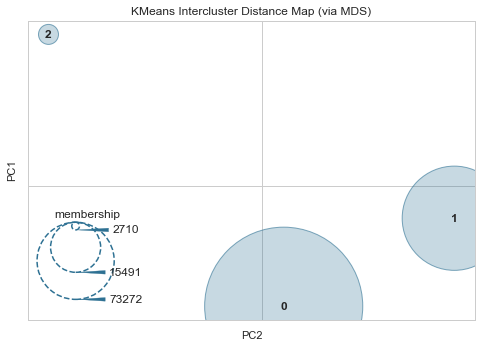 KMeans Intercluster Distance Map (via MDS)
2
PC1
1
membership
2710
15491
73272
0
PC2